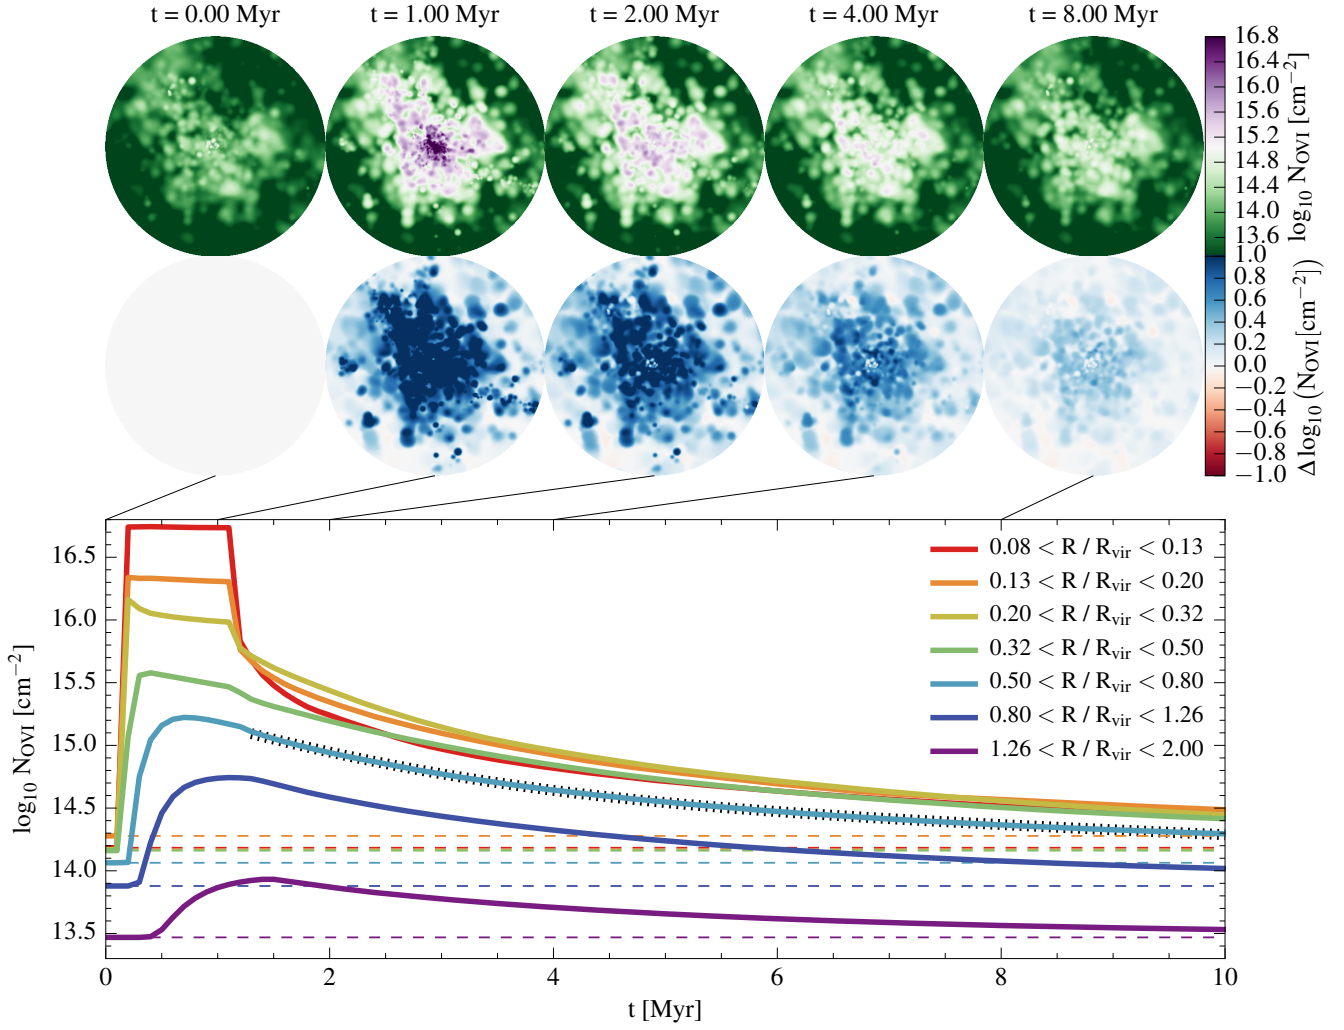 t = 0.00 Myr
t = 1.00 Myr
t = 2.00 Myr
t = 4.00 Myr
t = 8.00 Myr
16.8
16.4
16.0
15.6
15.2
14.8
14.4
14.0
13.6
log₁₀ Nᴏᴠɪ [cm⁻²]
1.0
0.8
0.6
0.4
0.2
0.0
−0.2
−0.4
−0.6
−0.8
−1.0
Δlog₁₀ (Nᴏᴠɪ[cm⁻²])
16.5
16.0
15.5
15.0
14.5
14.0
13.5
log₁₀ Nᴏᴠɪ [cm⁻²]
0.08 < R / Rvir < 0.13
0.13 < R / Rvir < 0.20
0.20 < R / Rvir < 0.32
0.32 < R / Rvir < 0.50
0.50 < R / Rvir < 0.80
0.80 < R / Rvir < 1.26
1.26 < R / Rvir < 2.00
0
2
4
6
8
10
t [Myr]